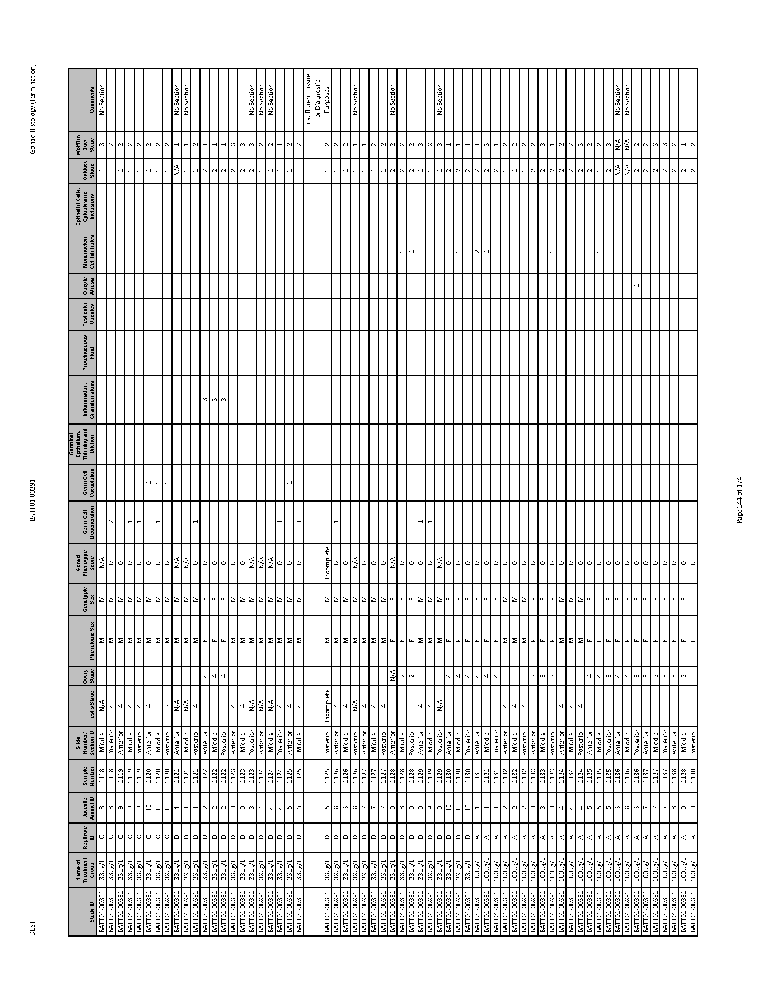 DEST BATT01-00391 Gonad Histology (Termination)
Study ID Name of Treatment Group Replicate ID Juvenile Animal ID Sample Number Slide Number/ Section ID Testis Stage Ovary Stage Phenotypic Sex Genotypic Sex Gonad Phenotype Score Germ Cell Degeneration Germ Cell Vacuolation Germinal Epthelium, Thinning and Dilation Inflammation, Granulomatous Proteinaceous Fluid Testicular Oocytes Oocyte Atresia Mononuclear Cell Infiltrates Epithelial Cells, Cytoplasmic Inclusions Oviduct Stage Wolffian Duct Stage Comments
BATT01-00391 33µg/L C 8 1118 Middle N/A M M N/A 1 3 No Section
BATT01-00391 33µg/L C 8 1118 Posterior 4 M M 0 2 1 2
BATT01-00391 33µg/L C 9 1119 Anterior 4 M M 0 1 2
BATT01-00391 33µg/L C 9 1119 Middle 4 M M 0 1 1 2
BATT01-00391 33µg/L C 9 1119 Posterior 4 M M 0 1 1 2
BATT01-00391 33µg/L C 10 1120 Anterior 4 M M 0 1 1 2
BATT01-00391 33µg/L C 10 1120 Middle 3 M M 0 1 1 1 2
BATT01-00391 33µg/L C 10 1120 Posterior 3 M M 0 1 1 2
BATT01-00391 33µg/L D 1 1121 Anterior N/A M M N/A N/A 1 No Section
BATT01-00391 33µg/L D 1 1121 Middle N/A M M N/A 1 1 No Section
BATT01-00391 33µg/L D 1 1121 Posterior 4 M M 0 1 1 2
BATT01-00391 33µg/L D 2 1122 Anterior 4 F F 0 3 2 1
BATT01-00391 33µg/L D 2 1122 Middle 4 F F 0 3 2 1
BATT01-00391 33µg/L D 2 1122 Posterior 4 F F 0 3 2 1
BATT01-00391 33µg/L D 3 1123 Anterior 4 M M 0 2 3
BATT01-00391 33µg/L D 3 1123 Middle 4 M M 0 2 3
BATT01-00391 33µg/L D 3 1123 Posterior N/A M M N/A 2 3 No Section
BATT01-00391 33µg/L D 4 1124 Anterior N/A M M N/A 1 2 No Section
BATT01-00391 33µg/L D 4 1124 Middle N/A M M N/A 1 2 No Section
BATT01-00391 33µg/L D 4 1124 Posterior 4 M M 0 1 1 1
BATT01-00391 33µg/L D 5 1125 Anterior 4 M M 0 1 1 2
BATT01-00391 33µg/L D 5 1125 Middle 4 M M 0 1 1 1 2
BATT01-00391 33µg/L D 5 1125 Posterior Incomplete M M Incomplete 1 2 Insufficient Tissue for Diagnostic Purposes
BATT01-00391 33µg/L D 6 1126 Anterior 4 M M 0 1 1 2
BATT01-00391 33µg/L D 6 1126 Middle 4 M M 0 1 2
BATT01-00391 33µg/L D 6 1126 Posterior N/A M M N/A 1 1 No Section
BATT01-00391 33µg/L D 7 1127 Anterior 4 M M 0 1 1
BATT01-00391 33µg/L D 7 1127 Middle 4 M M 0 1 2
BATT01-00391 33µg/L D 7 1127 Posterior 4 M M 0 1 2
BATT01-00391 33µg/L D 8 1128 Anterior N/A F F N/A 2 2 No Section
BATT01-00391 33µg/L D 8 1128 Middle 2 F F 0 1 2 2
BATT01-00391 33µg/L D 8 1128 Posterior 2 F F 0 1 2 2
BATT01-00391 33µg/L D 9 1129 Anterior 4 M M 0 1 1 3
BATT01-00391 33µg/L D 9 1129 Middle 4 M M 0 1 1 3
BATT01-00391 33µg/L D 9 1129 Posterior N/A M M N/A 1 3 No Section
BATT01-00391 33µg/L D 10 1130 Anterior 4 F F 0 2 1
BATT01-00391 33µg/L D 10 1130 Middle 4 F F 0 1 2 1
BATT01-00391 33µg/L D 10 1130 Posterior 4 F F 0 2 1
BATT01-00391 100µg/L A 1 1131 Anterior 4 F F 0 1 2 2 1
BATT01-00391 100µg/L A 1 1131 Middle 4 F F 0 1 2 3
BATT01-00391 100µg/L A 1 1131 Posterior 4 F F 0 2 1
BATT01-00391 100µg/L A 2 1132 Anterior 4 M M 0 1 2
BATT01-00391 100µg/L A 2 1132 Middle 4 M M 0 1 2
BATT01-00391 100µg/L A 2 1132 Posterior 4 M M 0 1 2
BATT01-00391 100µg/L A 3 1133 Anterior 3 F F 0 2 2
BATT01-00391 100µg/L A 3 1133 Middle 3 F F 0 2 3
BATT01-00391 100µg/L A 3 1133 Posterior 3 F F 0 1 2 1
BATT01-00391 100µg/L A 4 1134 Anterior 4 M M 0 2 2
BATT01-00391 100µg/L A 4 1134 Middle 4 M M 0 2 2
BATT01-00391 100µg/L A 4 1134 Posterior 4 M M 0 2 3
BATT01-00391 100µg/L A 5 1135 Anterior 4 F F 0 2 2
BATT01-00391 100µg/L A 5 1135 Middle 4 F F 0 1 1 2
BATT01-00391 100µg/L A 5 1135 Posterior 3 F F 0 2 3
BATT01-00391 100µg/L A 6 1136 Anterior 4 F F 0 N/A N/A No Section
BATT01-00391 100µg/L A 6 1136 Middle 4 F F 0 N/A N/A No Section
BATT01-00391 100µg/L A 6 1136 Posterior 3 F F 0 1 2 2
BATT01-00391 100µg/L A 7 1137 Anterior 3 F F 0 2 2
BATT01-00391 100µg/L A 7 1137 Middle 3 F F 0 2 3
BATT01-00391 100µg/L A 7 1137 Posterior 3 F F 0 1 2 3
BATT01-00391 100µg/L A 8 1138 Anterior 3 F F 0 2 2
BATT01-00391 100µg/L A 8 1138 Middle 3 F F 0 2 1
BATT01-00391 100µg/L A 8 1138 Posterior 3 F F 0 2 2
Page 144 of 174